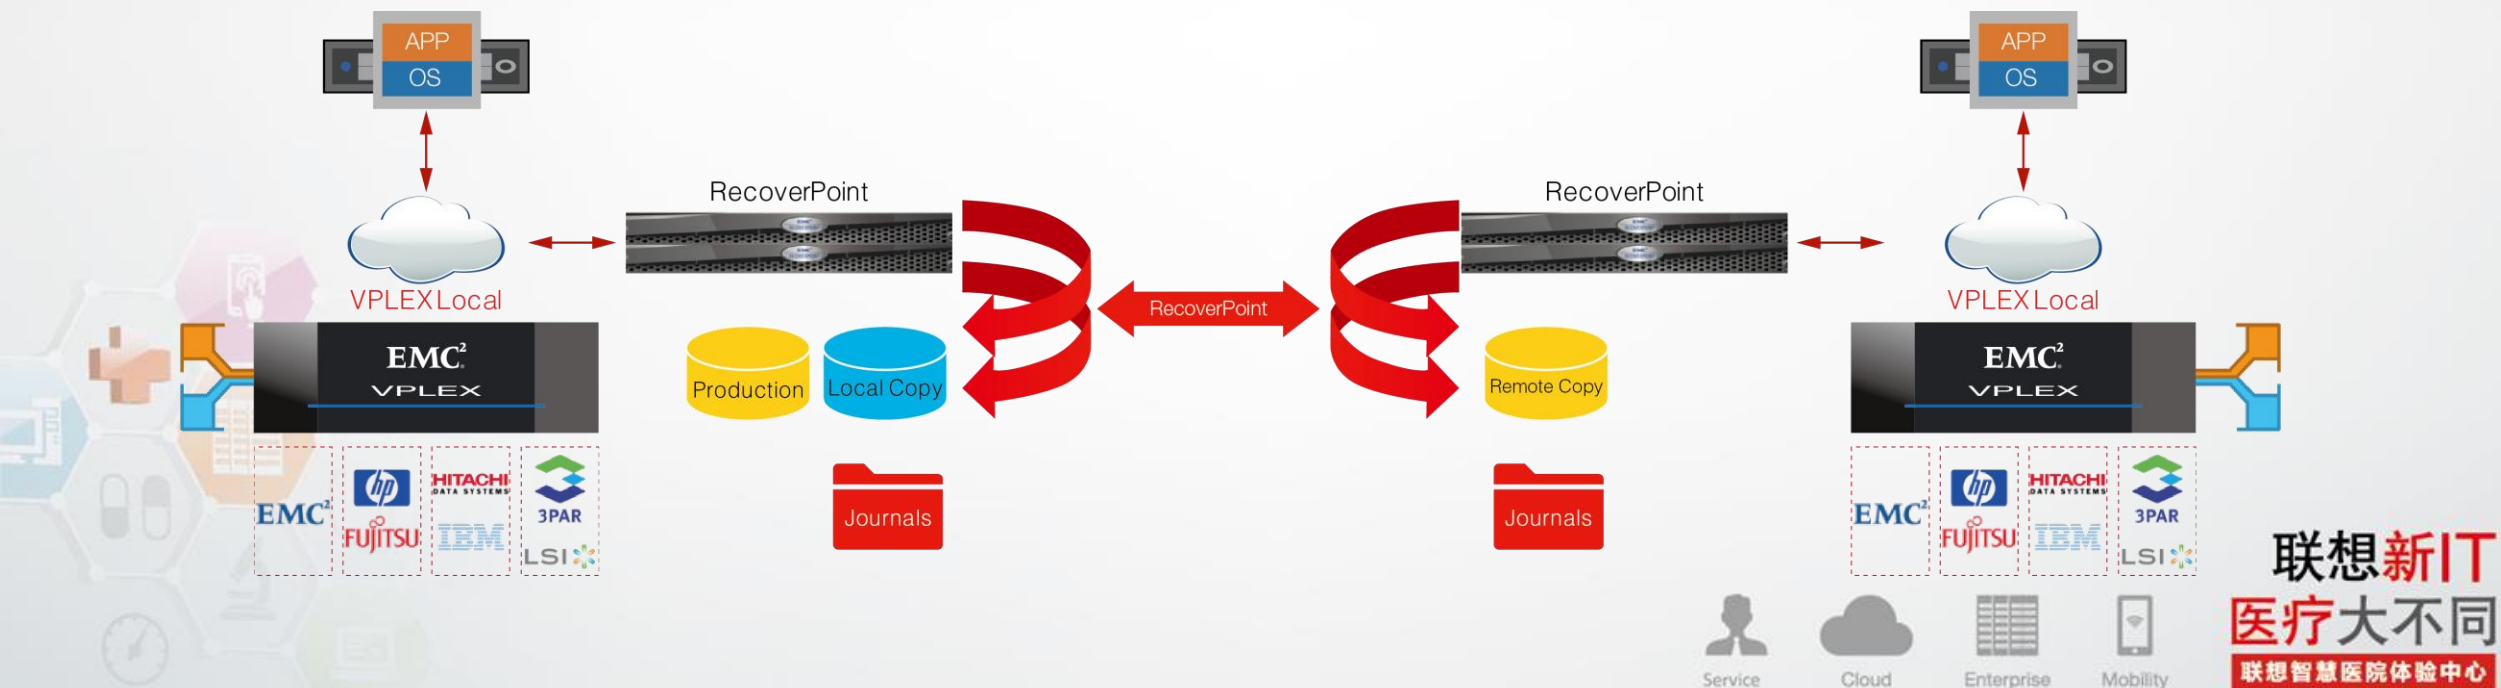 APP
OS
APP
OS
RecoverPoint
RecoverPoint
VPLEX Local
RecoverPoint
VPLEX Local
EMC²
VPLEX
Production
Local Copy
Remote Copy
EMC²
VPLEX
EMC²
hp
FUJITSU
HITACHI
DATA SYSTEMS
IBM
3PAR
LSI
Journals
Journals
EMC²
hp
FUJITSU
HITACHI
DATA SYSTEMS
IBM
3PAR
LSI
联想新IT
医疗大不同
联想智慧医院体验中心
Service
Cloud
Enterprise
Mobility